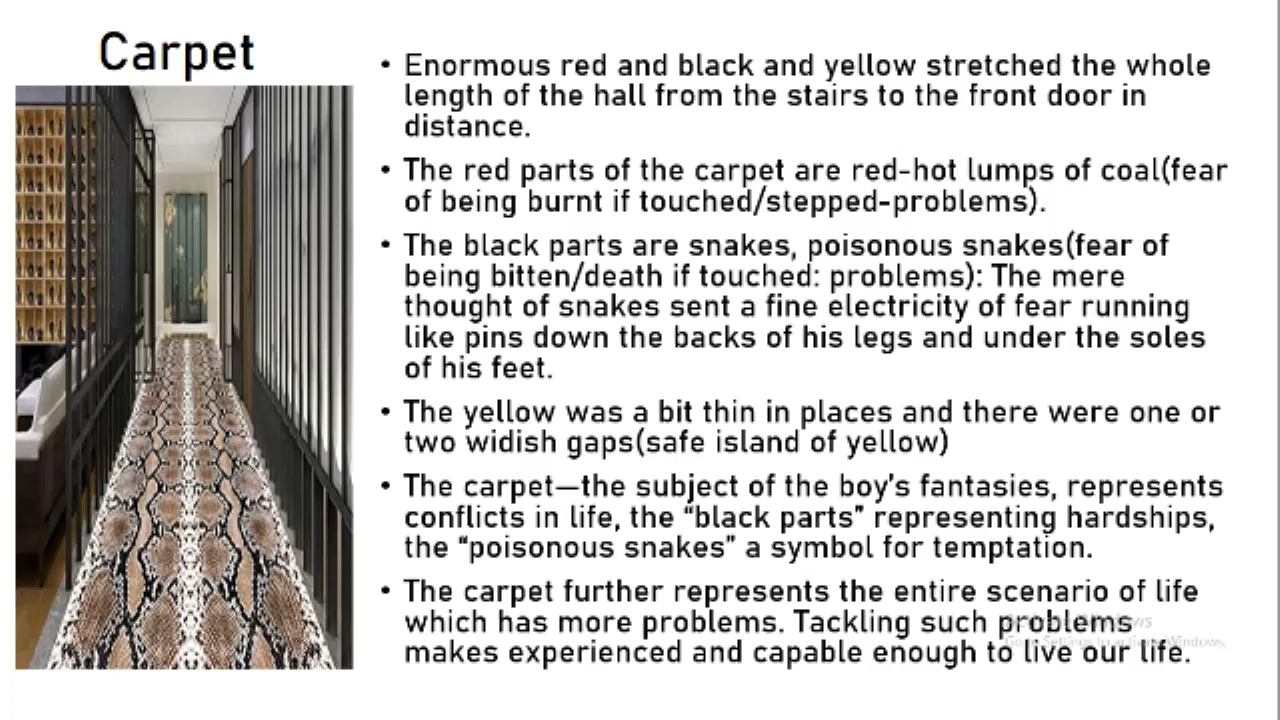 Carpet
• Enormous red and black and yellow stretched the whole
length of the hall from the stairs to the front door in
distance.
• The red parts of the carpet are red-hot lumps of coal(fear
of being burnt if touched/stepped-problems).
• The black parts are snakes, poisonous snakes(fear of
being bitten/death if touched: problems): The mere
thought of snakes sent a fine electricity of fear running
like pins down the backs of his legs and under the soles
of his feet.
• The yellow was a bit thin in places and there were one or
two widish gaps(safe island of yellow)
• The carpet—the subject of the boy's fantasies, represents
conflicts in life, the “black parts” representing hardships,
the “poisonous snakes” a symbol for temptation.
• The carpet further represents the entire scenario of life
which has more problems. Tackling such problems
makes experienced and capable enough to live our life.
Windows
Go to Settings to activate Windows.